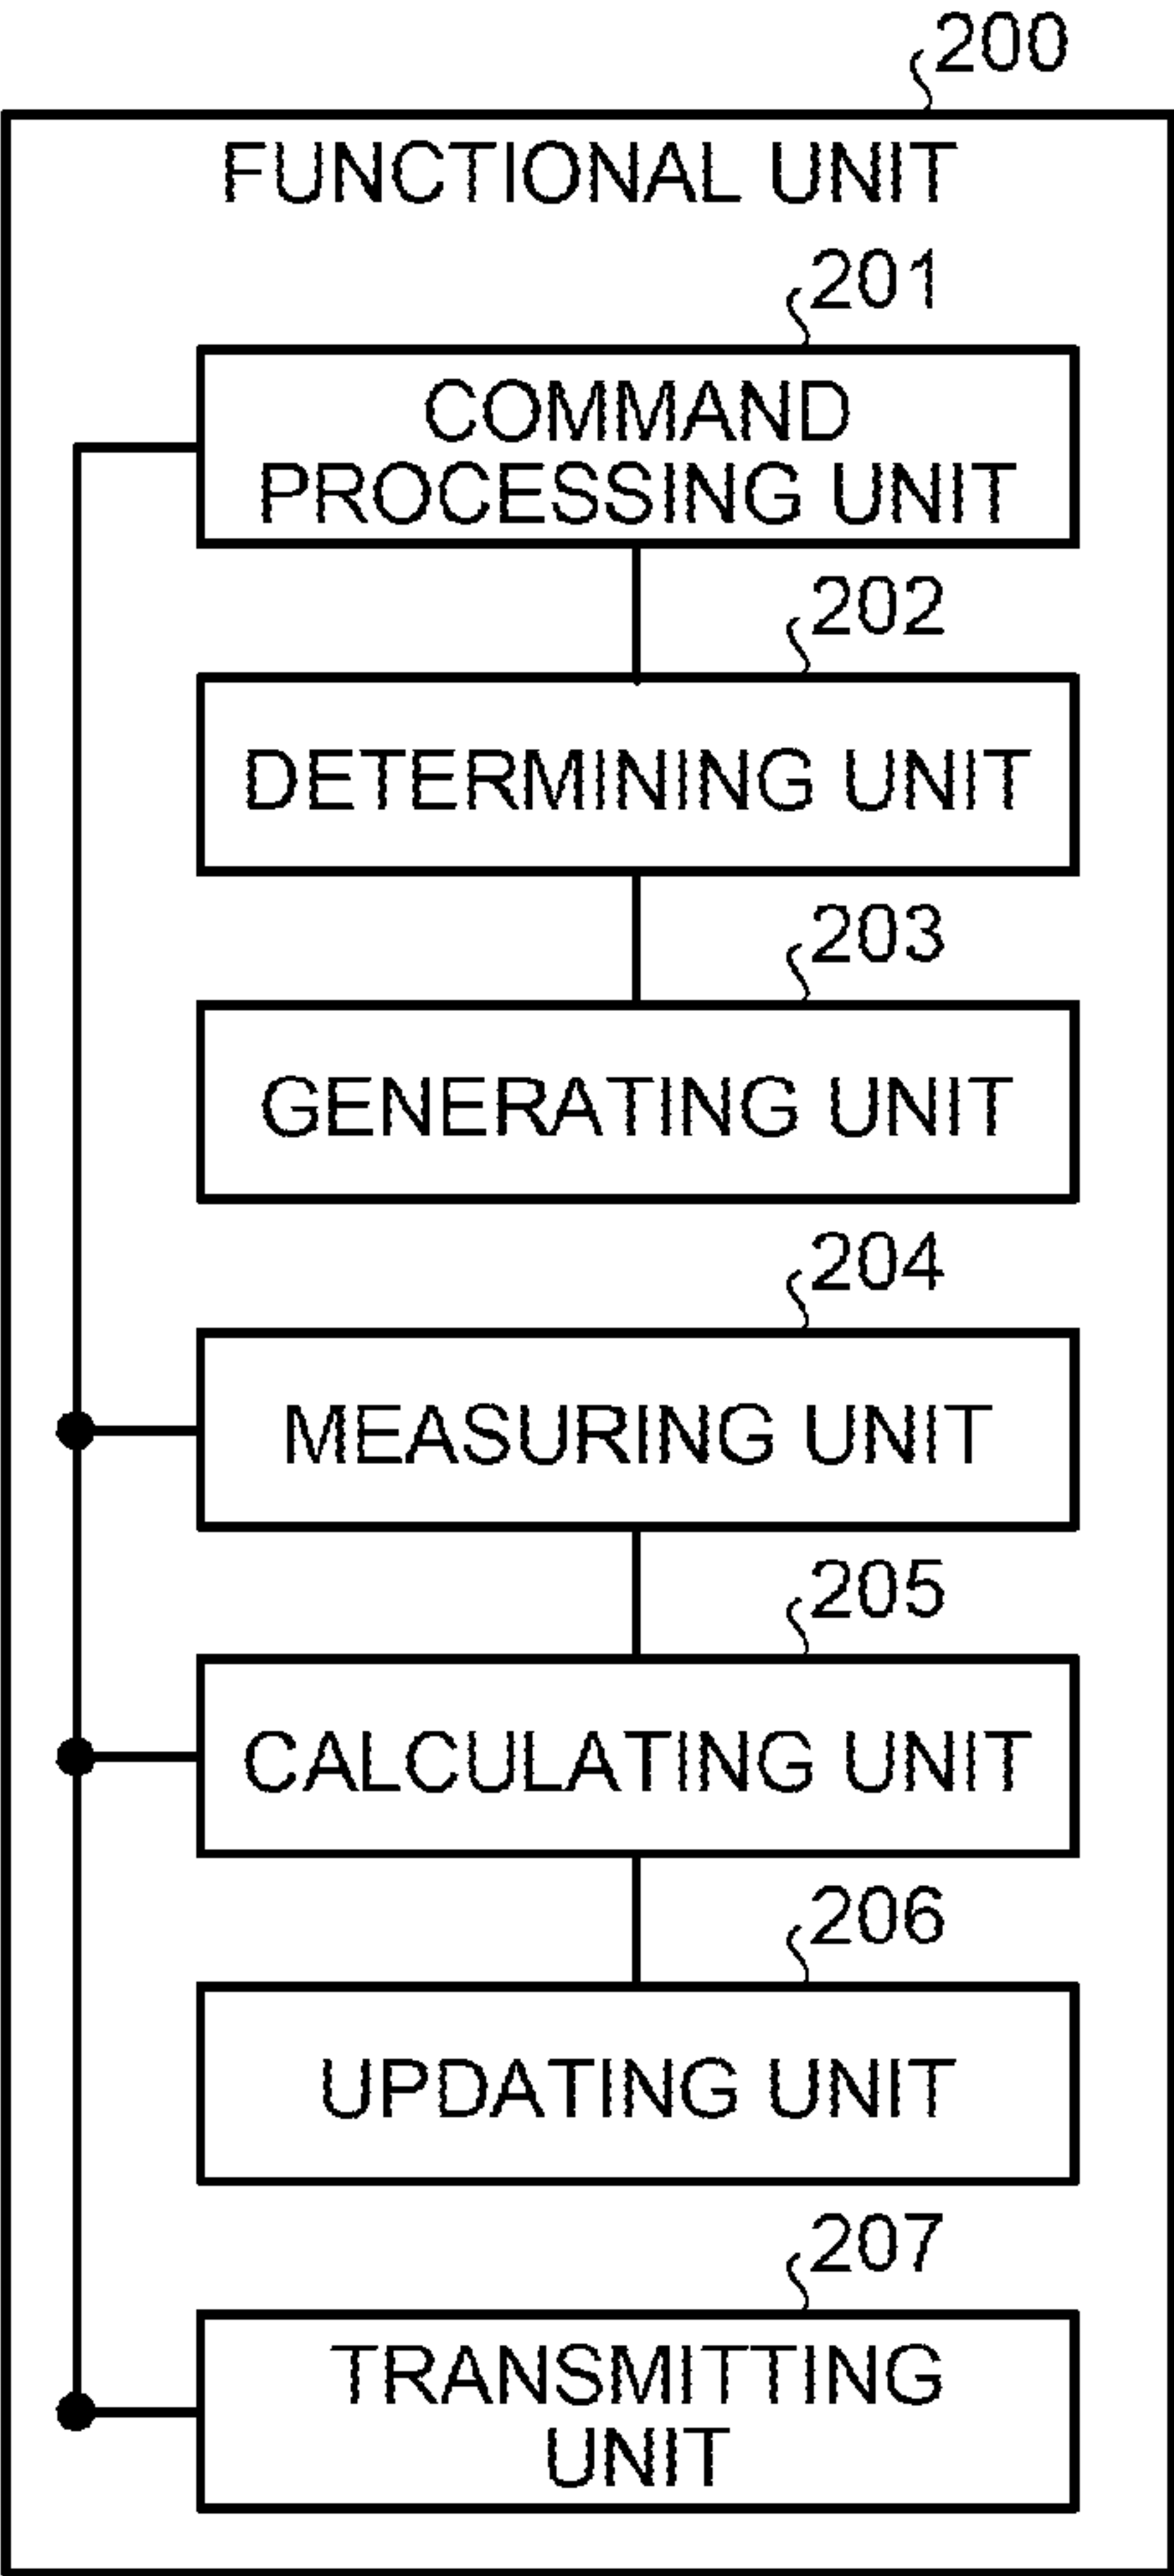 200
FUNCTIONAL UNIT
201
COMMAND
PROCESSING UNIT
202
DETERMINING UNIT
203
GENERATING UNIT
204
MEASURING UNIT
205
CALCULATING UNIT
206
UPDATING UNIT
207
TRANSMITTING
UNIT